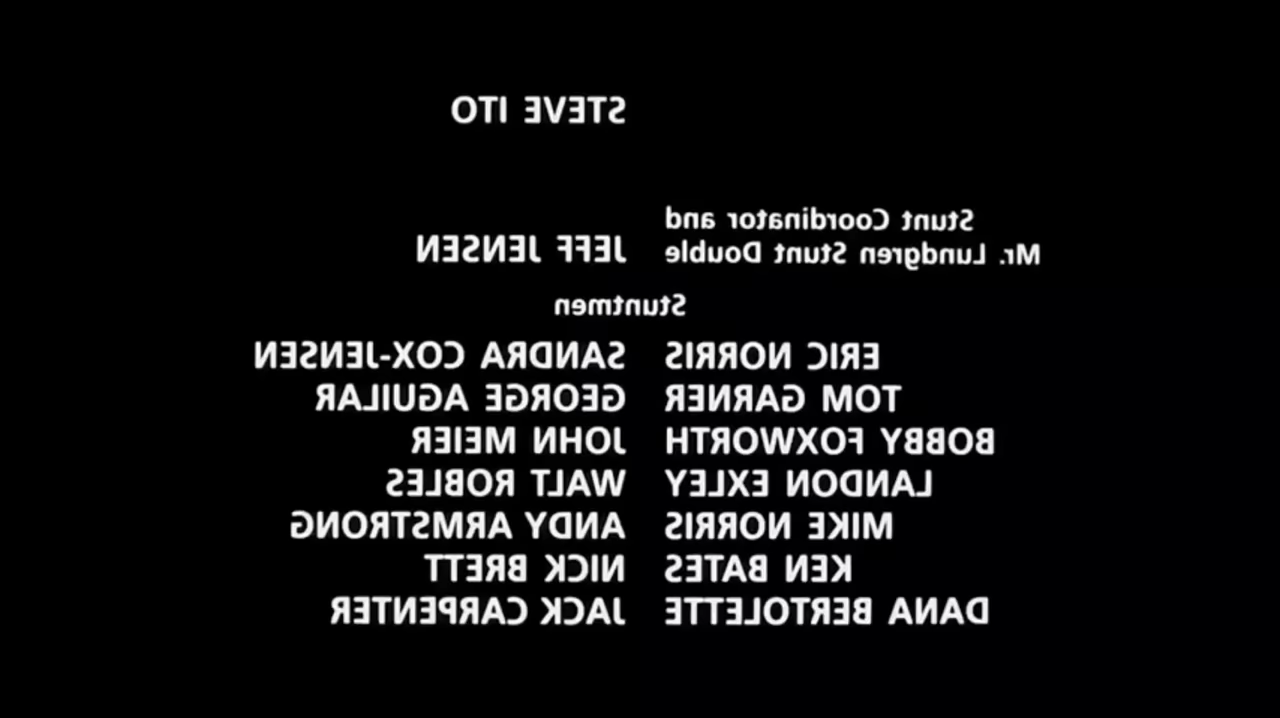 STEVE ITO
Stunt Coordinator and
Mr. Lundgren Stunt Double JEFF JENSEN
Stuntmen
ERIC NORRIS SANDRA COX-JENSEN
TOM GARNER GEORGE AGUILAR
BOBBY FOXWORTH JOHN MEIER
LANDON EXLEY WALT ROBLES
MIKE NORRIS ANDY ARMSTRONG
KEN BATES NICK BRETT
DANA BERTOLETTE JACK CARPENTER